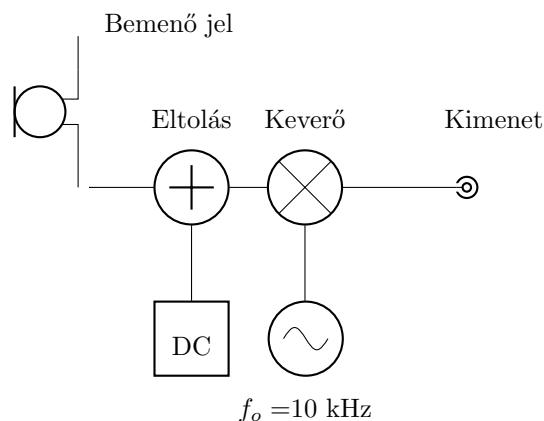 Bemenő jel
Eltolás
Keverő
Kimenet
DC
f_o =10 kHz